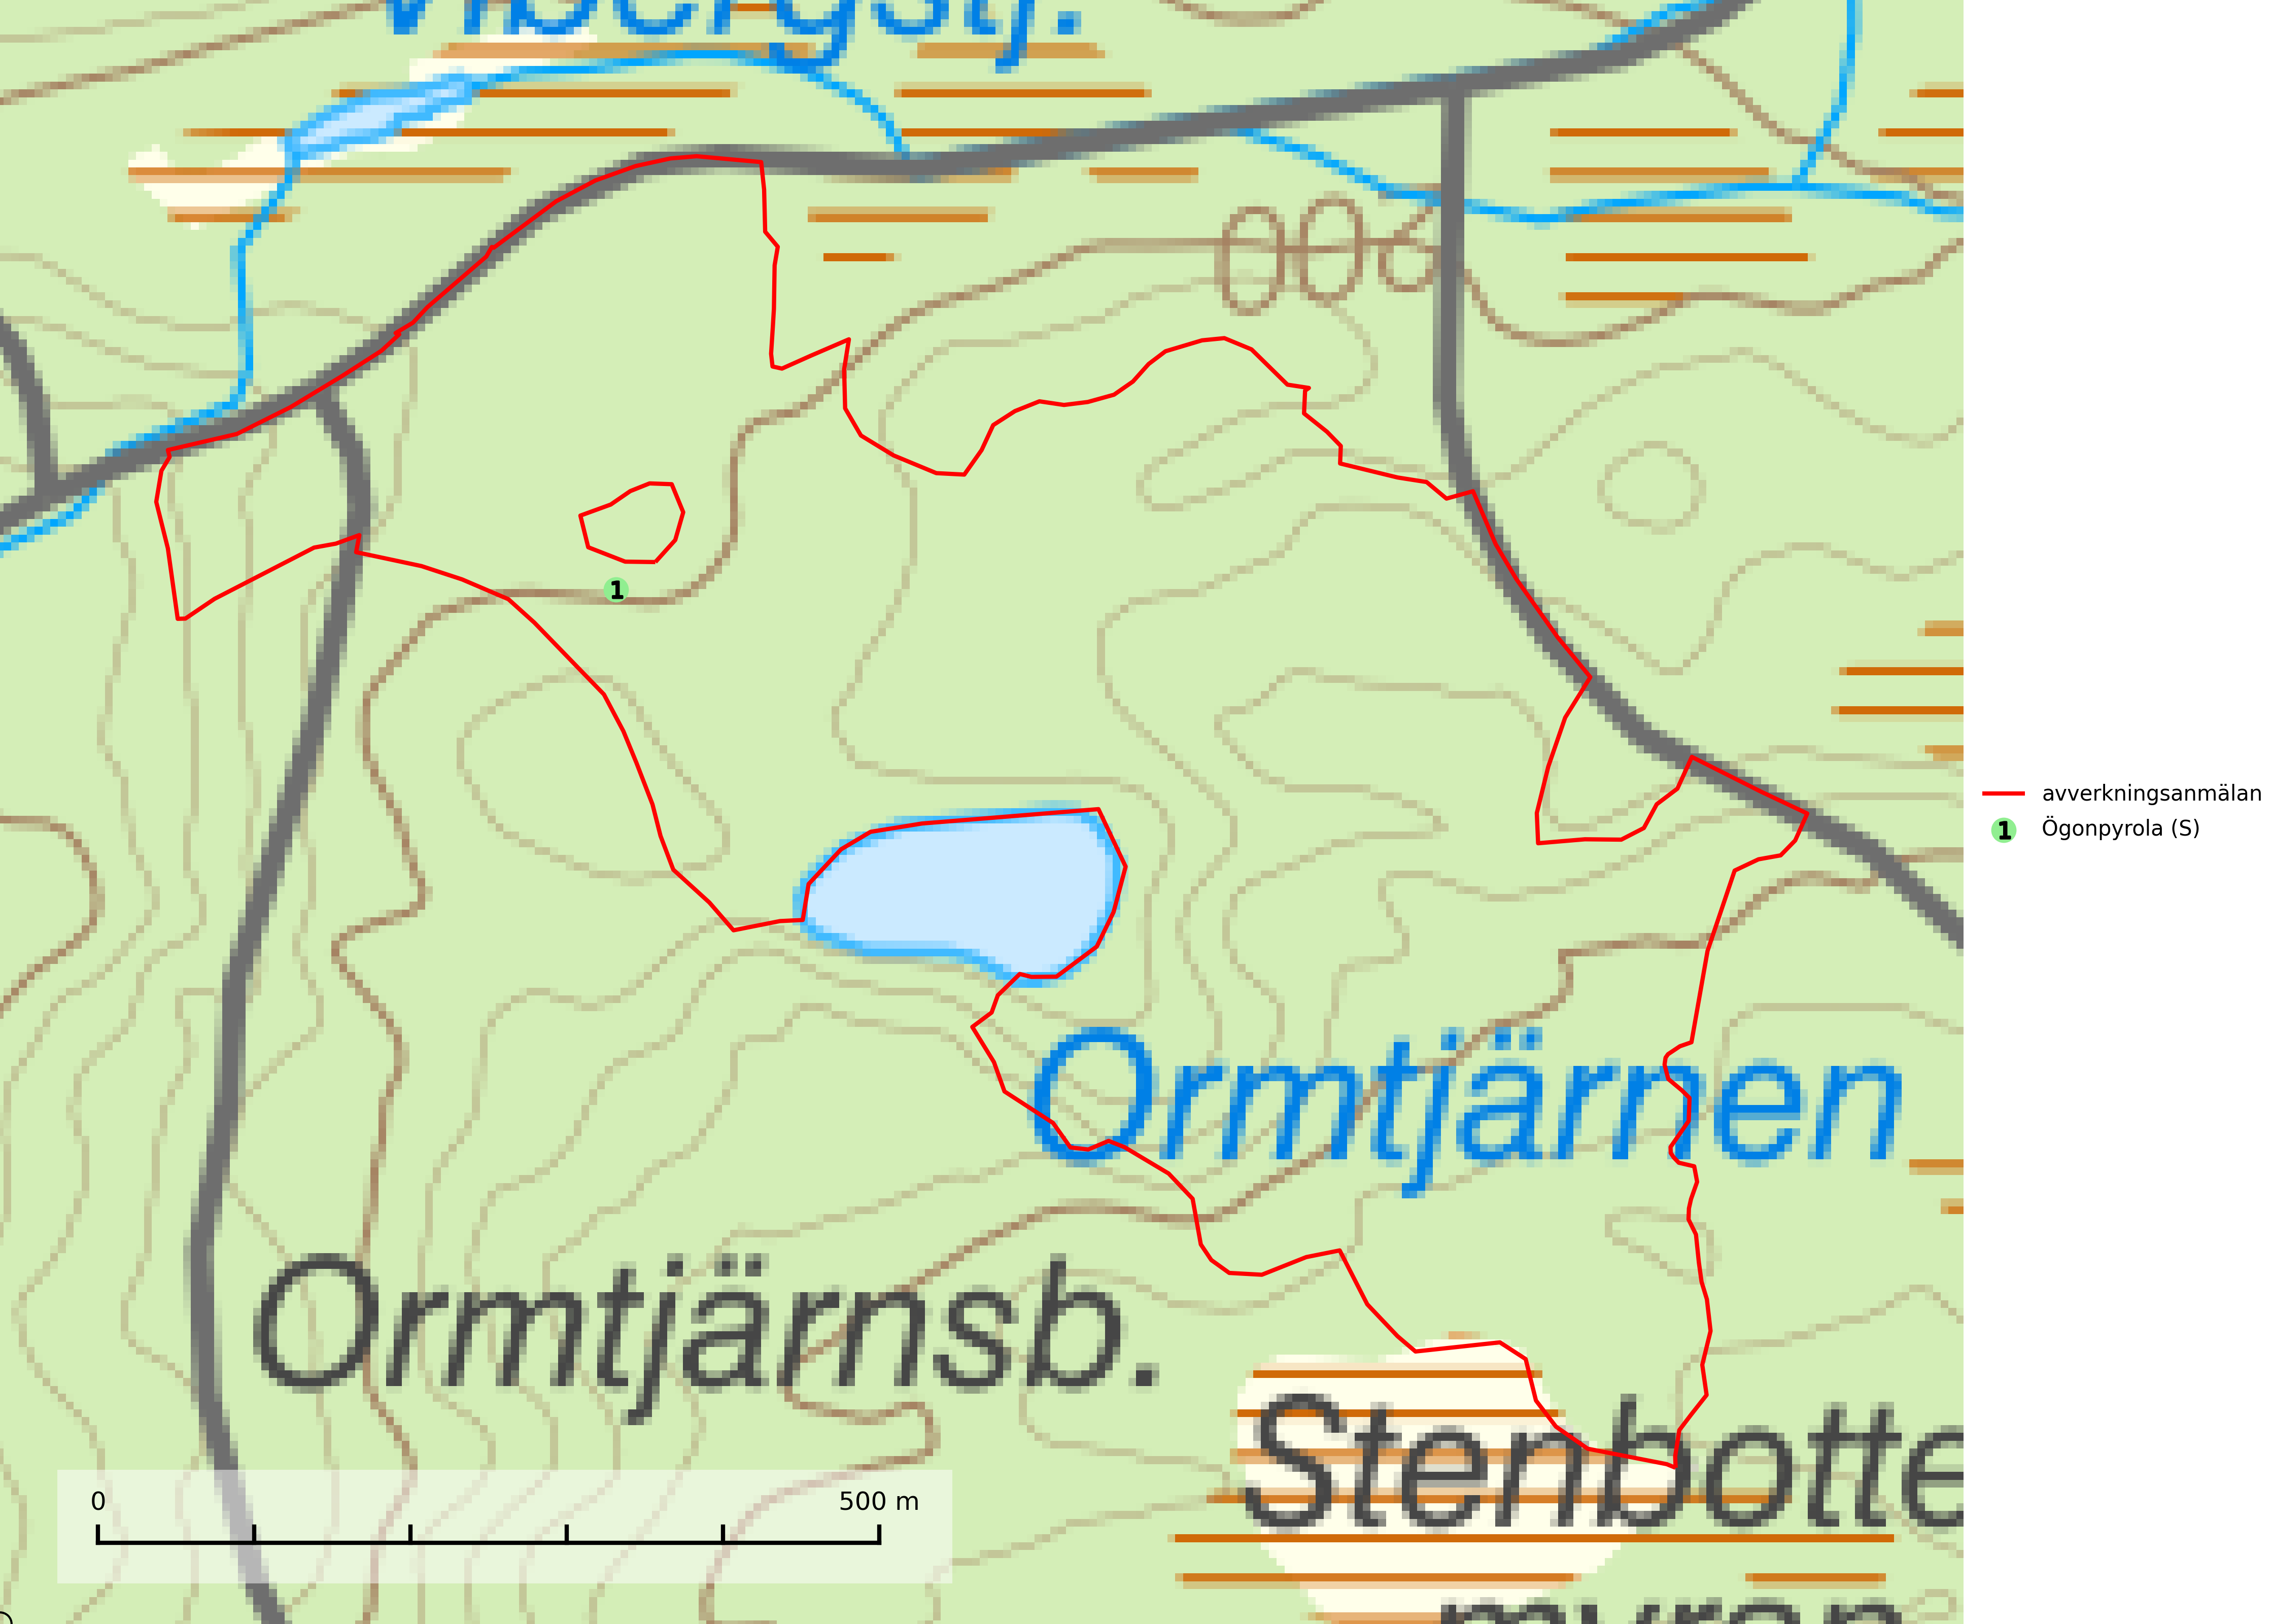 1
Ormtjärnen
Ormtjärnsb.
Stenbotte
0 500 m
avverkningsanmälan
1 Ögonpyrola (S)